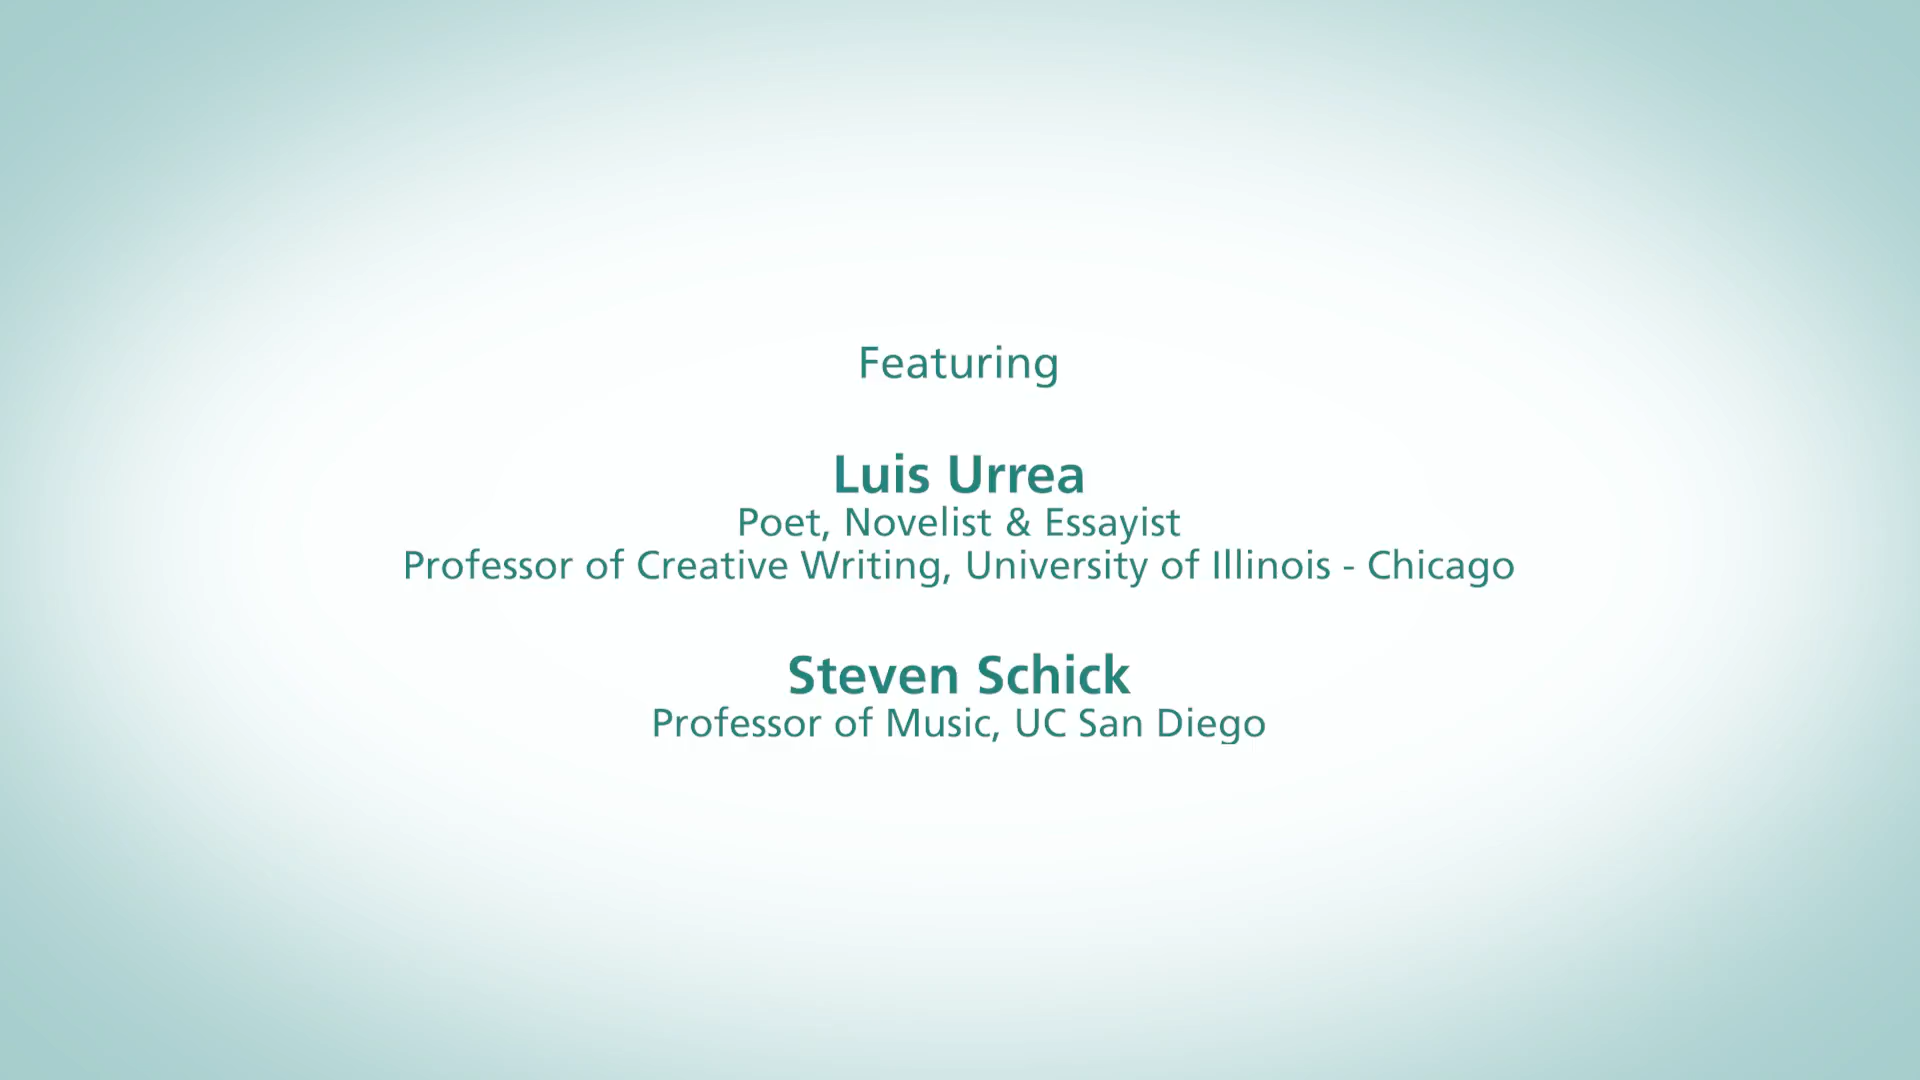 Featuring
Luis Urrea
Poet, Novelist & Essayist
Professor of Creative Writing, University of Illinois - Chicago
Steven Schick
Professor of Music, UC San Diego